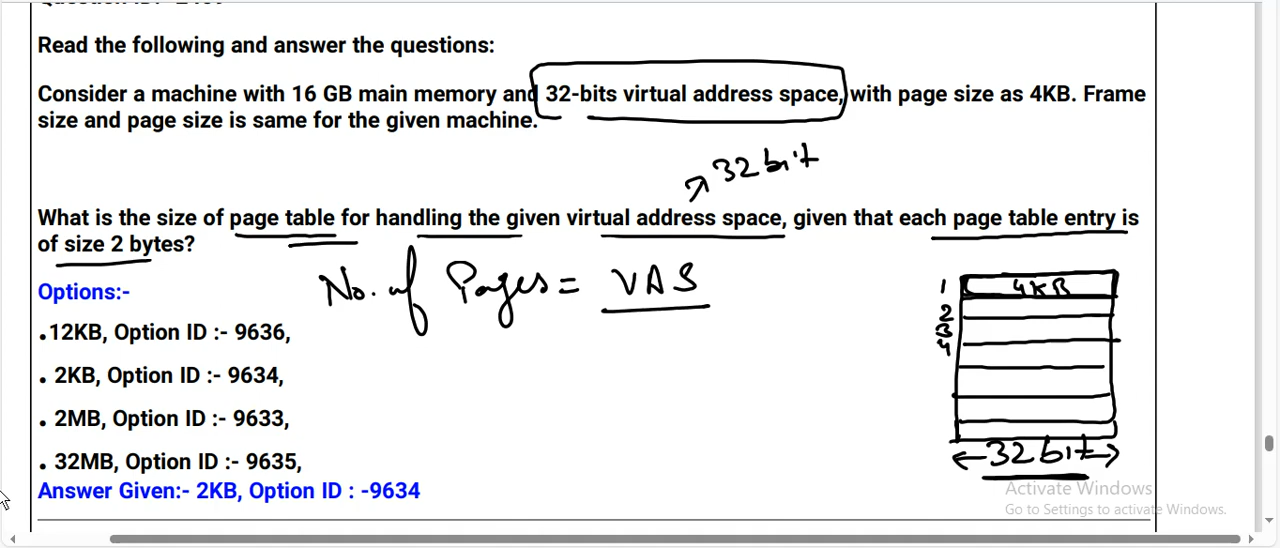 Read the following and answer the questions:
Consider a machine with 16 GB main memory and 32-bits virtual address space, with page size as 4KB. Frame
size and page size is same for the given machine.
32 bit
What is the size of page table for handling the given virtual address space, given that each page table entry is
of size 2 bytes?
No. of Pages = VAS
Options:-
1 4KB
2
3
4
.12KB, Option ID :- 9636,
. 2KB, Option ID :- 9634,
. 2MB, Option ID :- 9633,
. 32MB, Option ID :- 9635,
32 bit
Answer Given:- 2KB, Option ID : -9634
Activate Windows
Go to Settings to activate Windows.